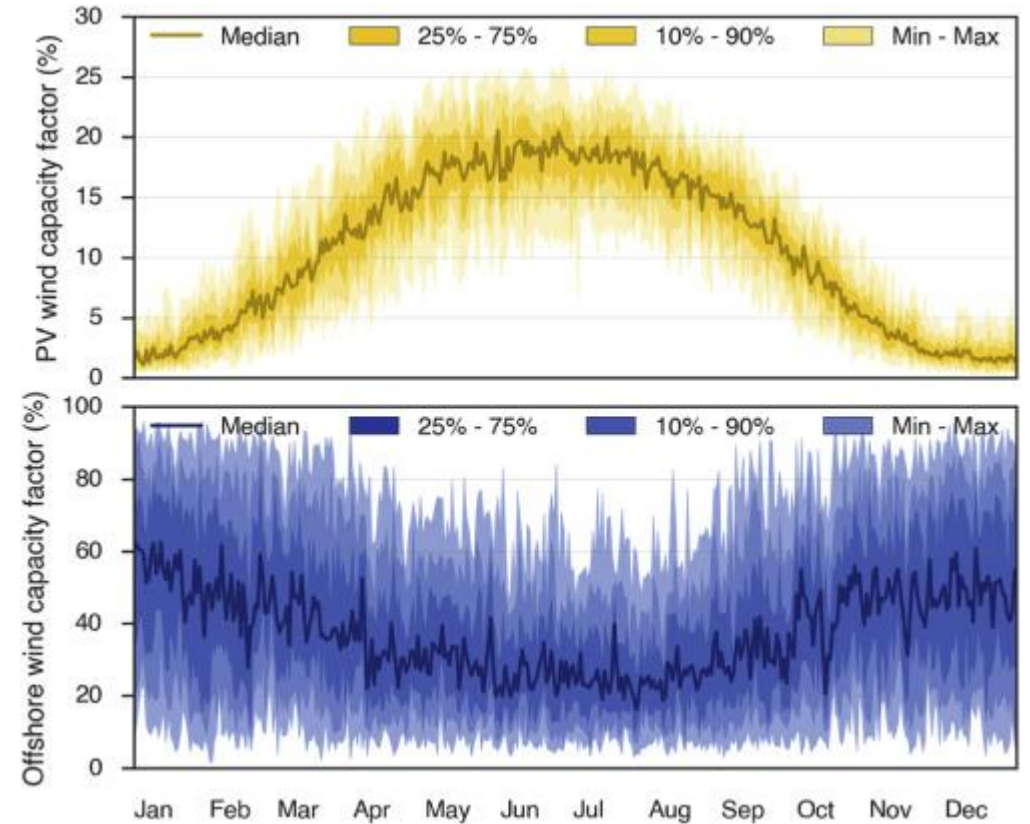 PV wind capacity factor (%)
30
25
20
15
10
5
0
Median 25% - 75% 10% - 90% Min - Max
Offshore wind capacity factor (%)
100
80
60
40
20
0
Median 25% - 75% 10% - 90% Min - Max
Jan Feb Mar Apr May Jun Jul Aug Sep Oct Nov Dec